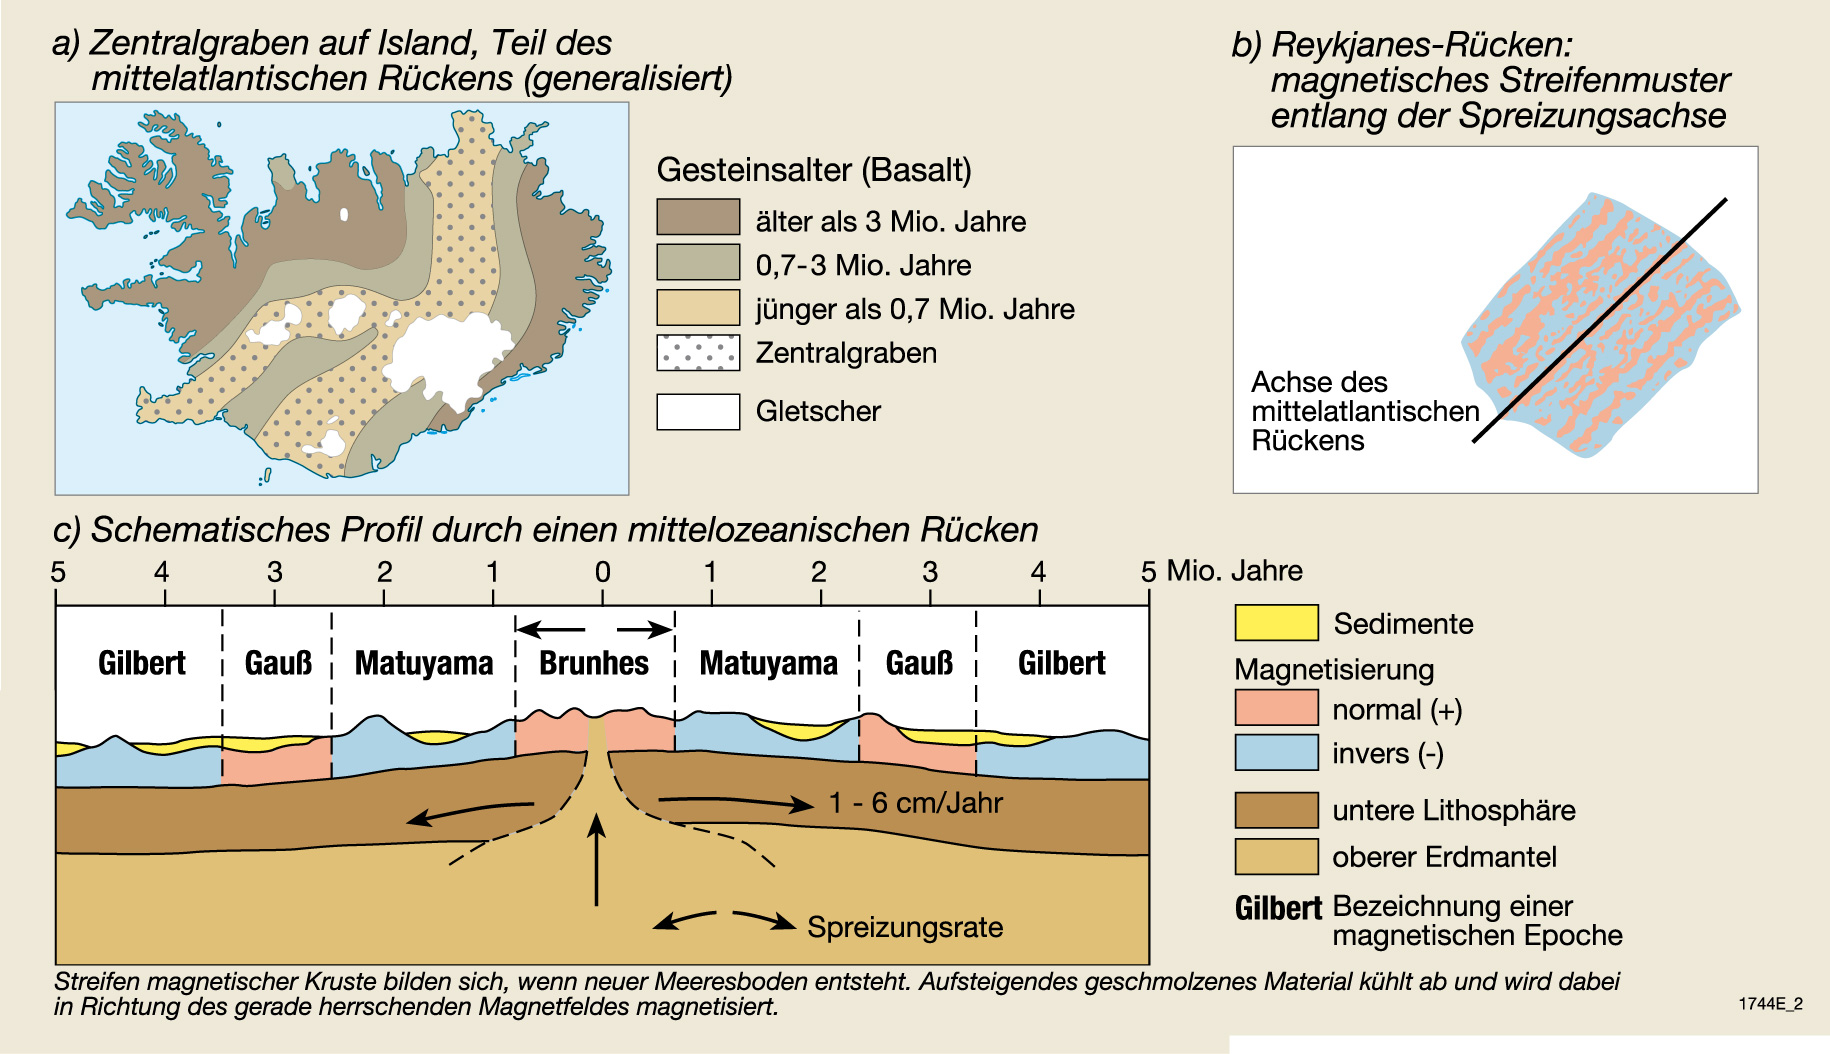 a) Zentralgraben auf Island, Teil des
mittelatlantischen Rückens (generalisiert)
Gesteinsalter (Basalt)
älter als 3 Mio. Jahre
0,7-3 Mio. Jahre
jünger als 0,7 Mio. Jahre
Zentralgraben
Gletscher
b) Reykjanes-Rücken:
magnetisches Streifenmuster
entlang der Spreizungsachse
Achse des
mittelatlantischen
Rückens
c) Schematisches Profil durch einen mittelozeanischen Rücken
5 4 3 2 1 0 1 2 3 4 5 Mio. Jahre
Gilbert Gauß Matuyama Brunhes Matuyama Gauß Gilbert
1 - 6 cm/Jahr
Spreizungsrate
Sedimente
Magnetisierung
normal (+)
invers (-)
untere Lithosphäre
oberer Erdmantel
Gilbert Bezeichnung einer
magnetischen Epoche
Streifen magnetischer Kruste bilden sich, wenn neuer Meeresboden entsteht. Aufsteigendes geschmolzenes Material kühlt ab und wird dabei
in Richtung des gerade herrschenden Magnetfeldes magnetisiert.
1744E_2